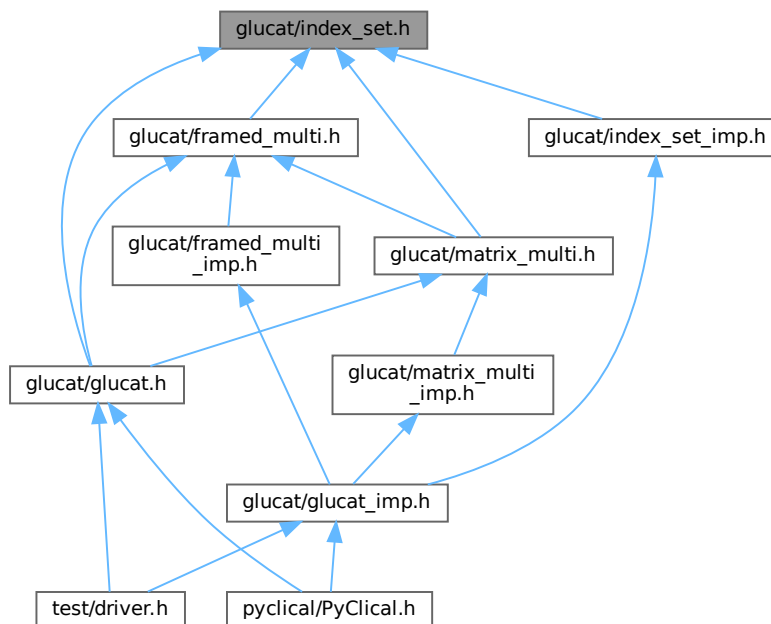 glucat/index_set.h
glucat/framed_multi.h
glucat/index_set_imp.h
glucat/framed_multi
_imp.h
glucat/matrix_multi.h
glucat/glucat.h
glucat/matrix_multi
_imp.h
glucat/glucat_imp.h
test/driver.h
pyclical/PyClical.h